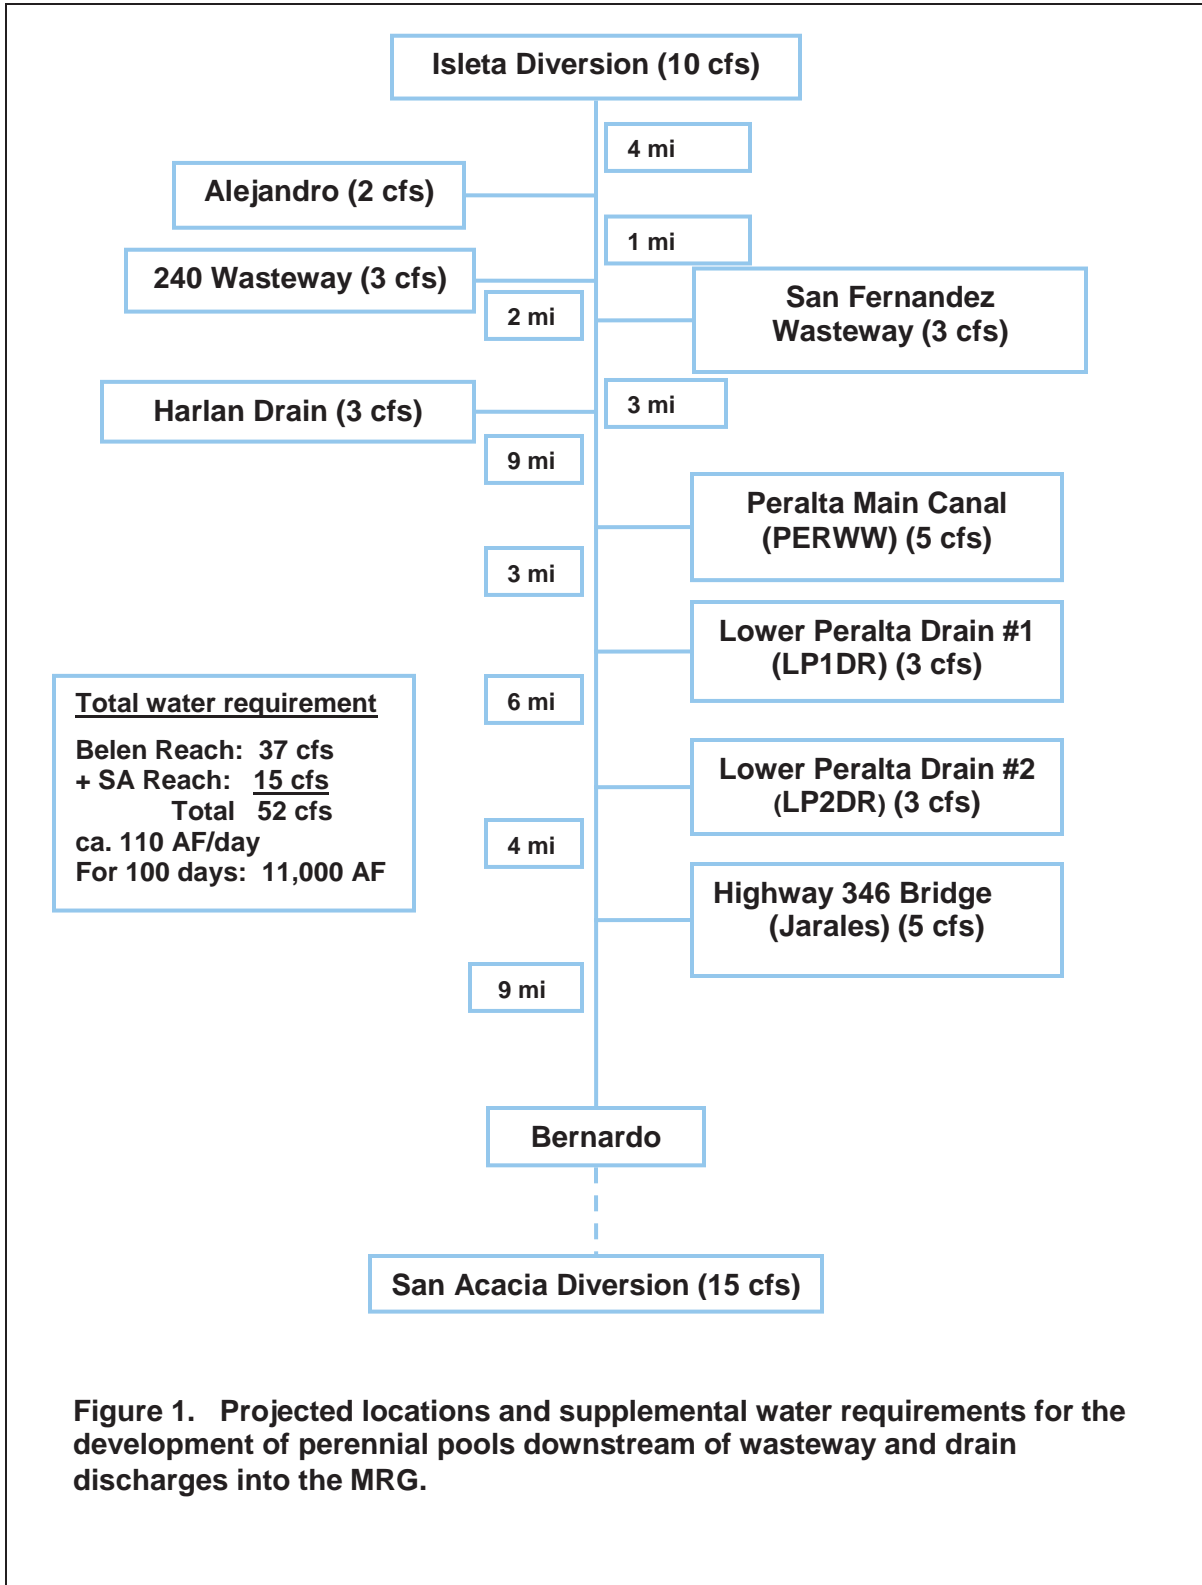 Isleta Diversion (10 cfs)
4 mi
Alejandro (2 cfs)
1 mi
240 Wasteway (3 cfs)
2 mi
San Fernandez
Wasteway (3 cfs)
3 mi
Harlan Drain (3 cfs)
9 mi
Peralta Main Canal
(PERWW) (5 cfs)
3 mi
Lower Peralta Drain #1
(LP1DR) (3 cfs)
6 mi
Total water requirement
Belen Reach: 37 cfs
+ SA Reach: 15 cfs
Total 52 cfs
ca. 110 AF/day
For 100 days: 11,000 AF
Lower Peralta Drain #2
(LP2DR) (3 cfs)
4 mi
Highway 346 Bridge
(Jarales) (5 cfs)
9 mi
Bernardo
San Acacia Diversion (15 cfs)
Figure 1. Projected locations and supplemental water requirements for the
development of perennial pools downstream of wasteway and drain
discharges into the MRG.